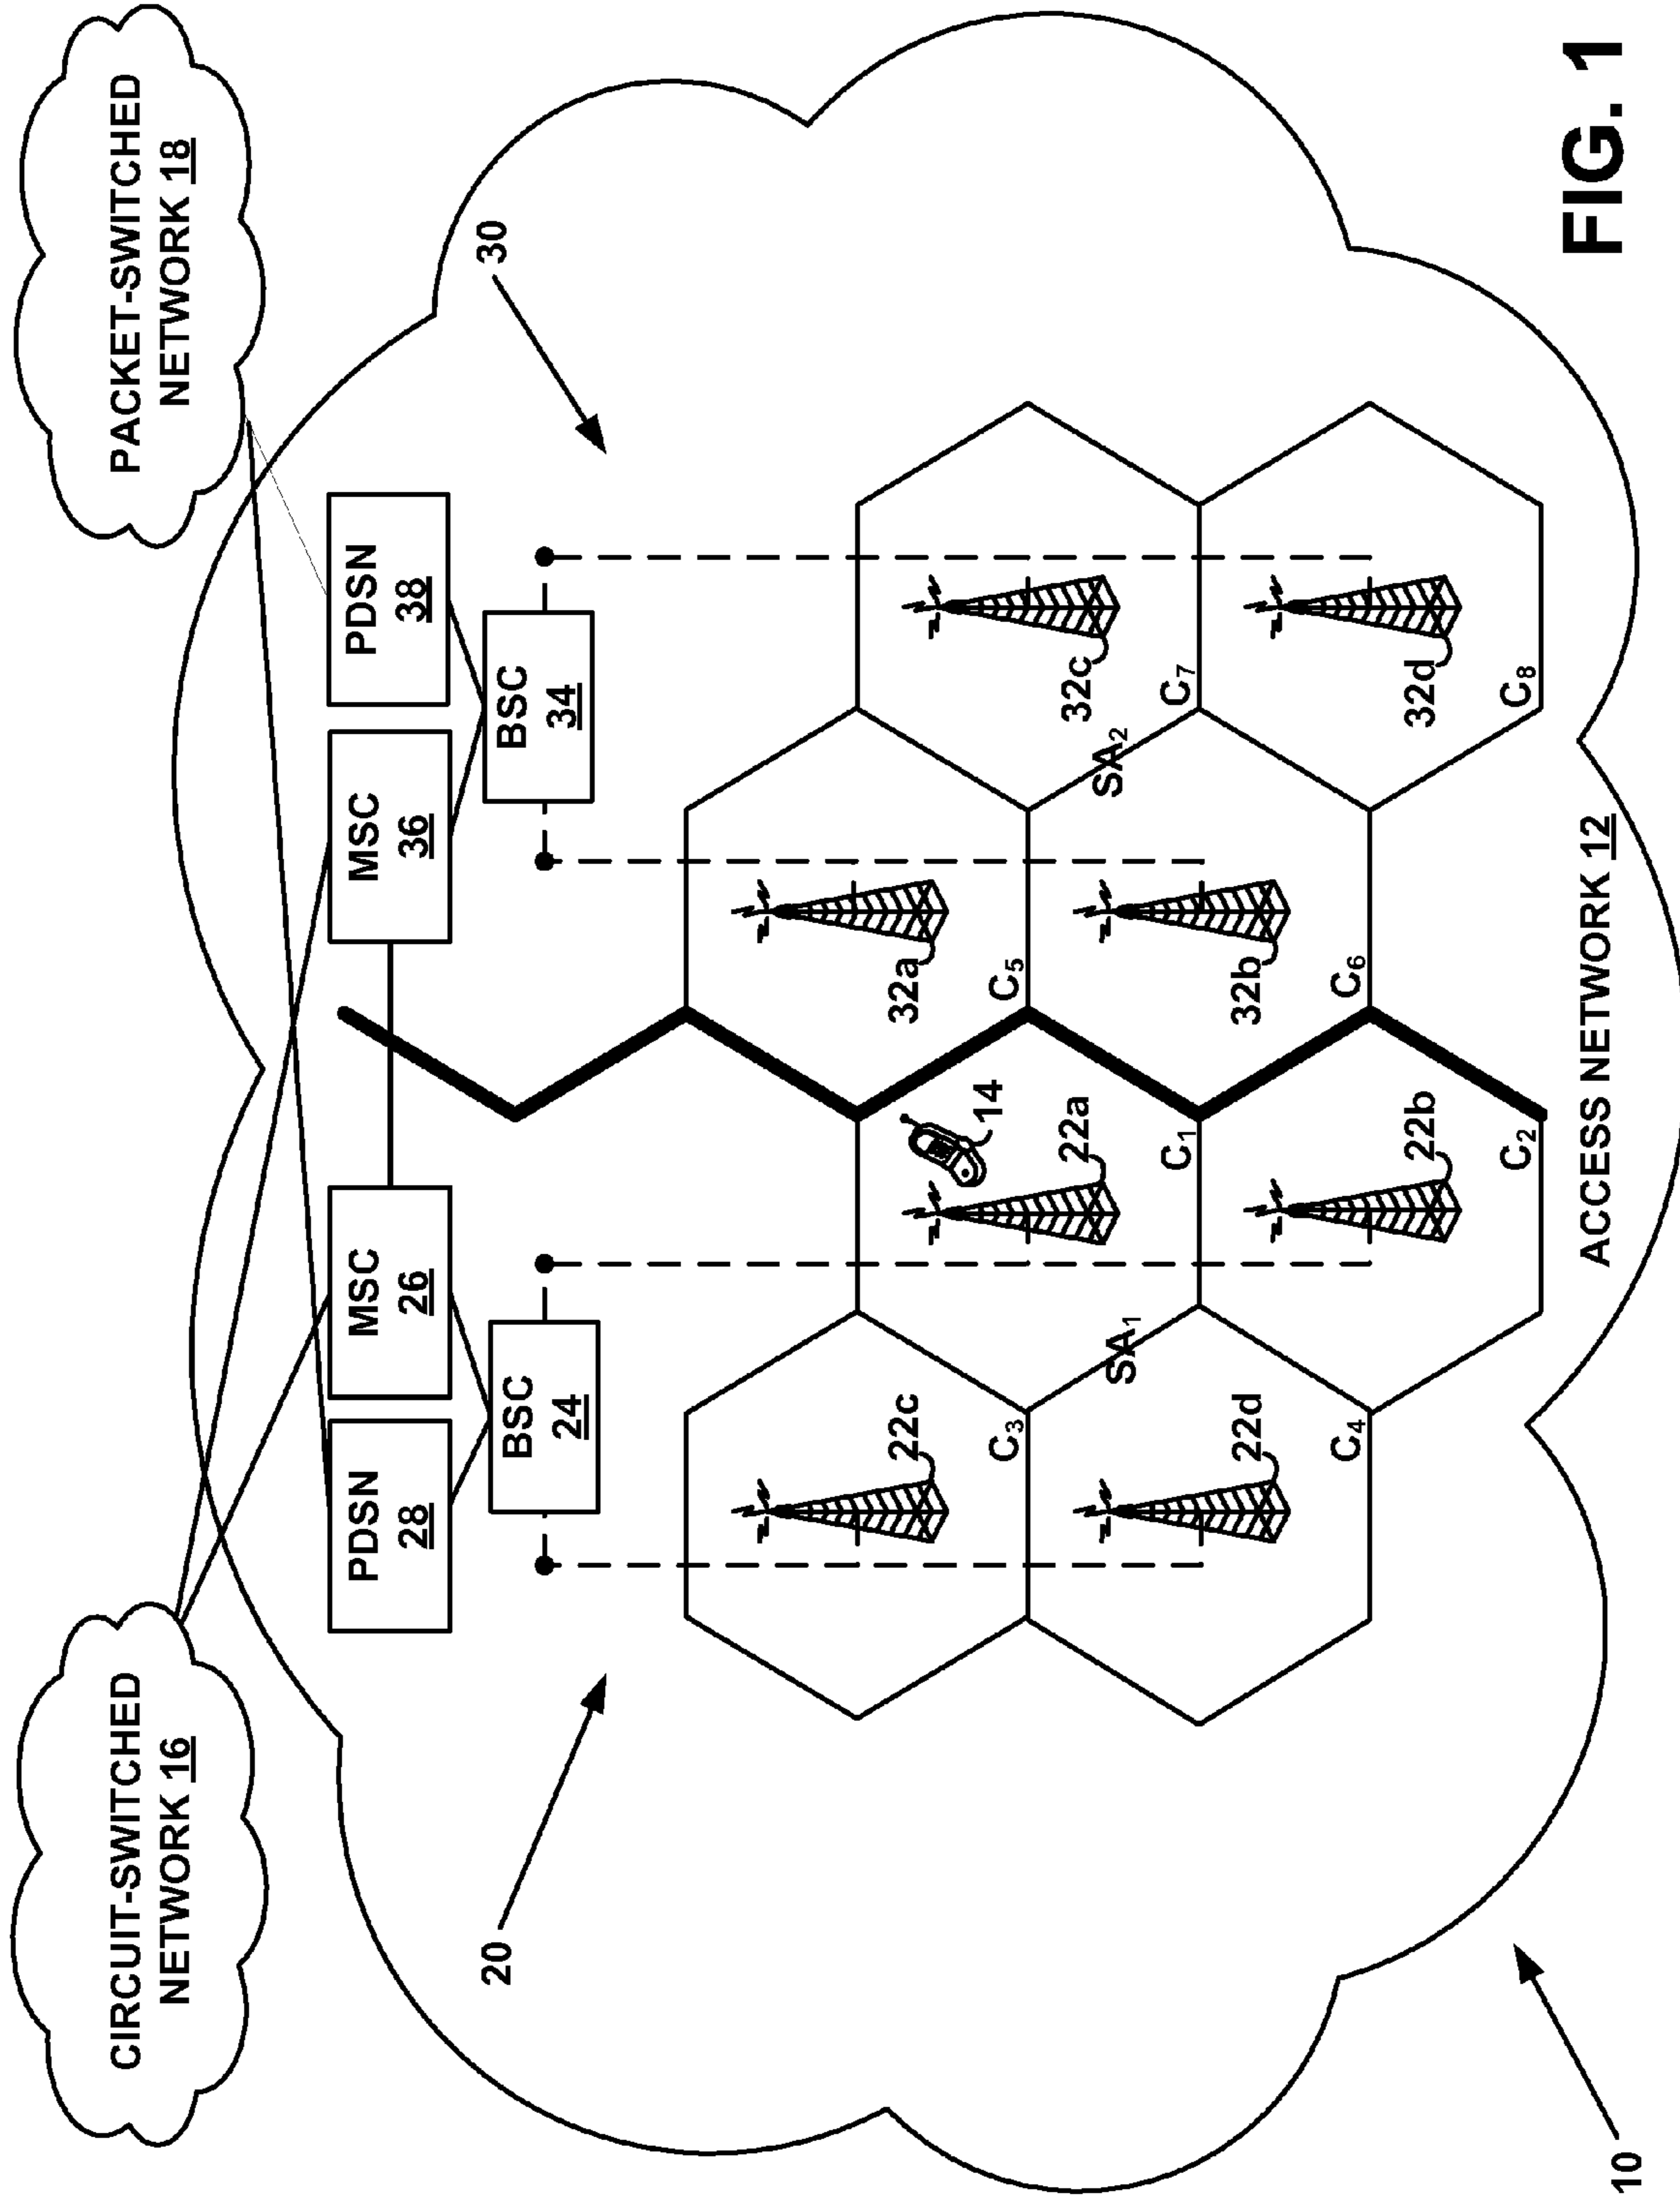 CIRCUIT-SWITCHED
NETWORK 16
PACKET-SWITCHED
NETWORK 18
PDSN
28
MSC
26
MSC
36
PDSN
38
BSC
24
BSC
34
20
30
22c
C3
32a
C5
14
22a
C1
32c
C7
SA1
SA2
22d
C4
32b
C6
22b
C2
32d
C8
ACCESS NETWORK 12
10
FIG. 1